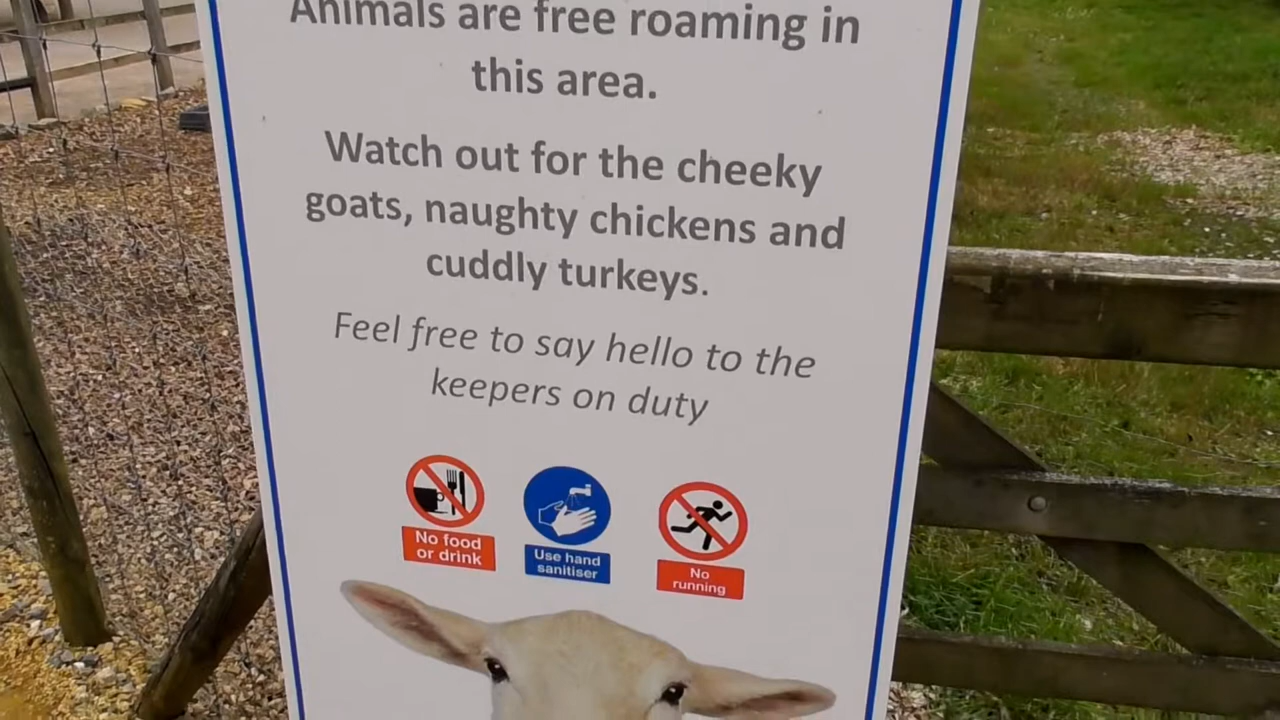 Animals are free roaming in
this area.
Watch out for the cheeky
goats, naughty chickens and
cuddly turkeys.
Feel free to say hello to the
keepers on duty
No food
or drink
Use hand
sanitiser
No
running